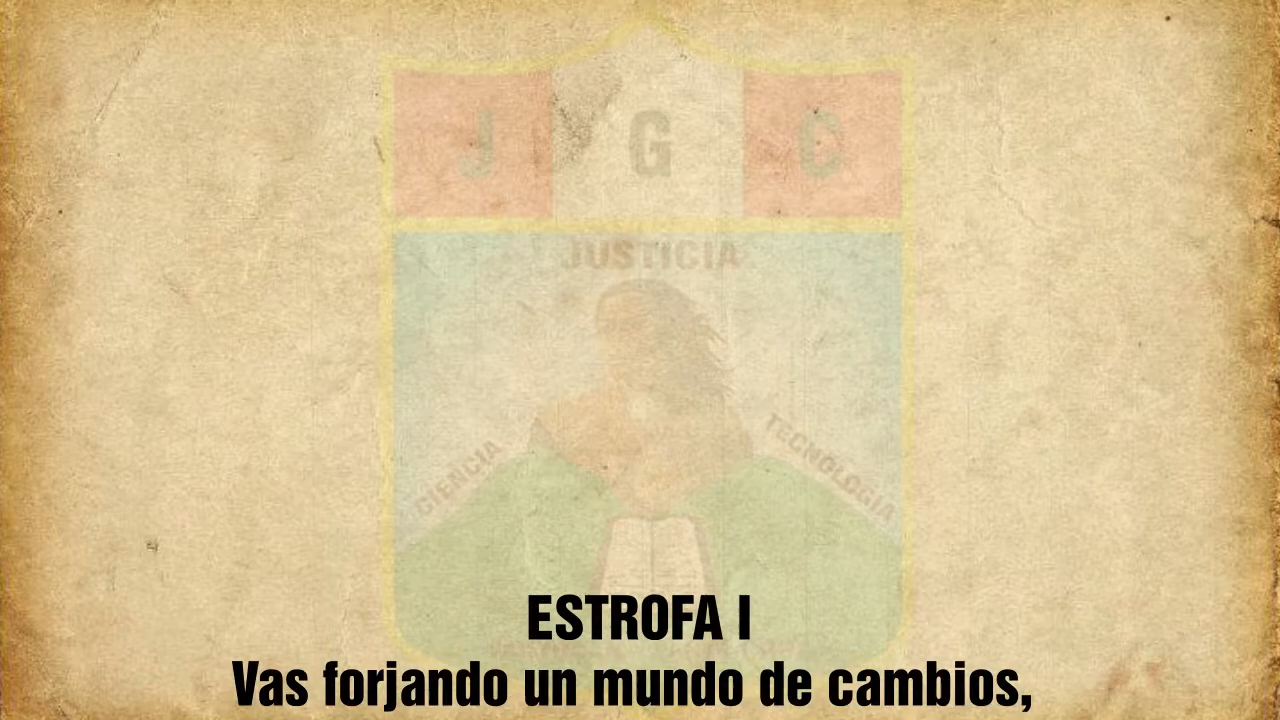 J G C
JUSTICIA
CIENCIA
TECNOLOGIA
ESTROFA I
Vas forjando un mundo de cambios,